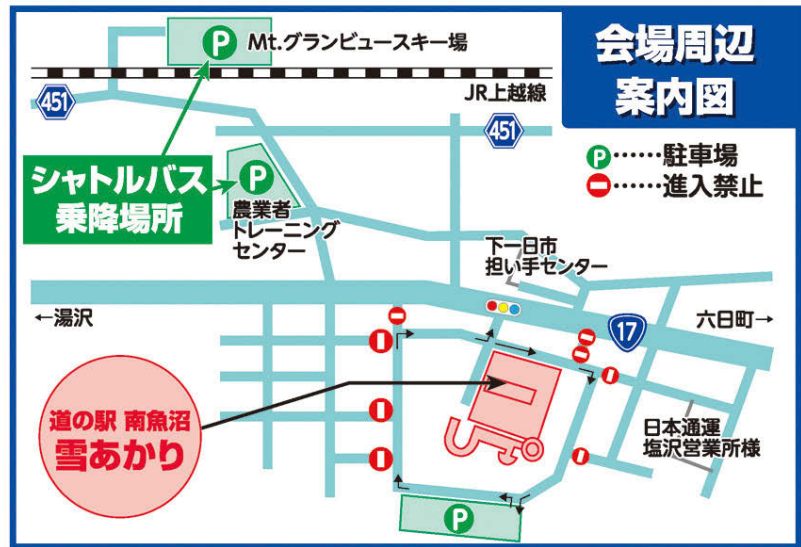 会場周辺
案内図
P Mt.グランビュースキー場
JR上越線
451
451
P……駐車場
……進入禁止
シャトルバス
乗降場所
P
農業者
トレーニング
センター
下一日市
担い手センター
←湯沢
17
六日町→
道の駅 南魚沼
雪あかり
日本通運
塩沢営業所様
P